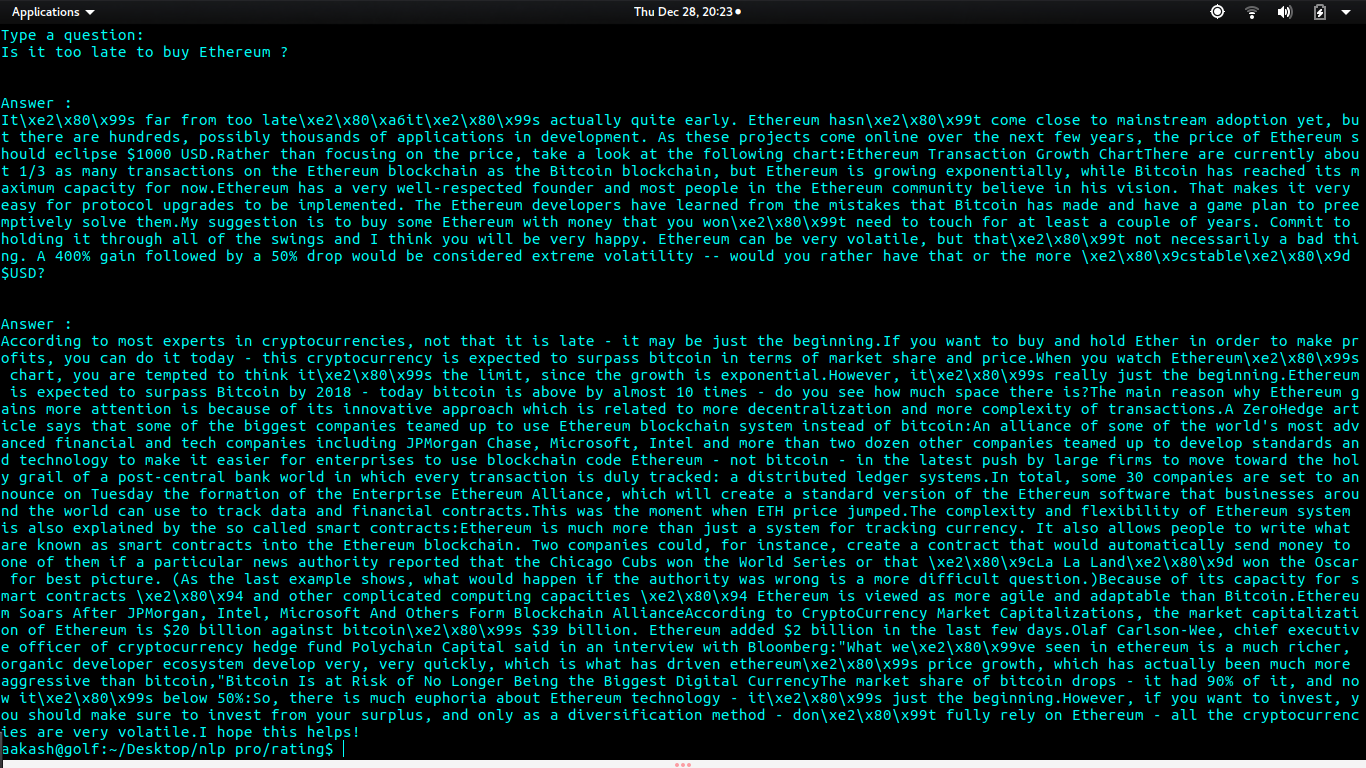 Applications
Thu Dec 28, 20:23
Type a question:
Is it too late to buy Ethereum ?
Answer :
It\xe2\x80\x99s far from too late\xe2\x80\xa6it\xe2\x80\x99s actually quite early. Ethereum hasn\xe2\x80\x99t come close to mainstream adoption yet, bu
t there are hundreds, possibly thousands of applications in development. As these projects come online over the next few years, the price of Ethereum s
hould eclipse $1000 USD.Rather than focusing on the price, take a look at the following chart:Ethereum Transaction Growth ChartThere are currently abou
t 1/3 as many transactions on the Ethereum blockchain as the Bitcoin blockchain, but Ethereum is growing exponentially, while Bitcoin has reached its m
aximum capacity for now.Ethereum has a very well-respected founder and most people in the Ethereum community believe in his vision. That makes it very
easy for protocol upgrades to be implemented. The Ethereum developers have learned from the mistakes that Bitcoin has made and have a game plan to pree
mptively solve them.My suggestion is to buy some Ethereum with money that you won\xe2\x80\x99t need to touch for at least a couple of years. Commit to
holding it through all of the swings and I think you will be very happy. Ethereum can be very volatile, but that\xe2\x80\x99t not necessarily a bad thi
ng. A 400% gain followed by a 50% drop would be considered extreme volatility -- would you rather have that or the more \xe2\x80\x9cstable\xe2\x80\x9d
$USD?
Answer :
According to most experts in cryptocurrencies, not that it is late - it may be just the beginning.If you want to buy and hold Ether in order to make pr
ofits, you can do it today - this cryptocurrency is expected to surpass bitcoin in terms of market share and price.When you watch Ethereum\xe2\x80\x99s
chart, you are tempted to think it\xe2\x80\x99s the limit, since the growth is exponential.However, it\xe2\x80\x99s really just the beginning.Ethereum
is expected to surpass Bitcoin by 2018 - today bitcoin is above by almost 10 times - do you see how much space there is?The main reason why Ethereum g
ains more attention is because of its innovative approach which is related to more decentralization and more complexity of transactions.A ZeroHedge art
icle says that some of the biggest companies teamed up to use Ethereum blockchain system instead of bitcoin:An alliance of some of the world's most adv
anced financial and tech companies including JPMorgan Chase, Microsoft, Intel and more than two dozen other companies teamed up to develop standards an
d technology to make it easier for enterprises to use blockchain code Ethereum - not bitcoin - in the latest push by large firms to move toward the hol
y grail of a post-central bank world in which every transaction is duly tracked: a distributed ledger systems.In total, some 30 companies are set to an
nounce on Tuesday the formation of the Enterprise Ethereum Alliance, which will create a standard version of the Ethereum software that businesses arou
nd the world can use to track data and financial contracts.This was the moment when ETH price jumped.The complexity and flexibility of Ethereum system
is also explained by the so called smart contracts:Ethereum is much more than just a system for tracking currency. It also allows people to write what
are known as smart contracts into the Ethereum blockchain. Two companies could, for instance, create a contract that would automatically send money to
one of them if a particular news authority reported that the Chicago Cubs won the World Series or that \xe2\x80\x9cLa La Land\xe2\x80\x9d won the Oscar
for best picture. (As the last example shows, what would happen if the authority was wrong is a more difficult question.)Because of its capacity for s
mart contracts \xe2\x80\x94 and other complicated computing capacities \xe2\x80\x94 Ethereum is viewed as more agile and adaptable than Bitcoin.Ethereu
m Soars After JPMorgan, Intel, Microsoft And Others Form Blockchain AllianceAccording to CryptoCurrency Market Capitalizations, the market capitalizati
on of Ethereum is $20 billion against bitcoin\xe2\x80\x99s $39 billion. Ethereum added $2 billion in the last few days.Olaf Carlson-Wee, chief executiv
e officer of cryptocurrency hedge fund Polychain Capital said in an interview with Bloomberg:"What we\xe2\x80\x99ve seen in ethereum is a much richer,
organic developer ecosystem develop very, very quickly, which is what has driven ethereum\xe2\x80\x99s price growth, which has actually been much more
aggressive than bitcoin,"Bitcoin Is at Risk of No Longer Being the Biggest Digital CurrencyThe market share of bitcoin drops - it had 90% of it, and no
w it\xe2\x80\x99s below 50%:So, there is much euphoria about Ethereum technology - it\xe2\x80\x99s just the beginning.However, if you want to invest, y
ou should make sure to invest from your surplus, and only as a diversification method - don\xe2\x80\x99t fully rely on Ethereum - all the cryptocurrenc
ies are very volatile.I hope this helps!
aakash@golf:~/Desktop/nlp pro/rating$